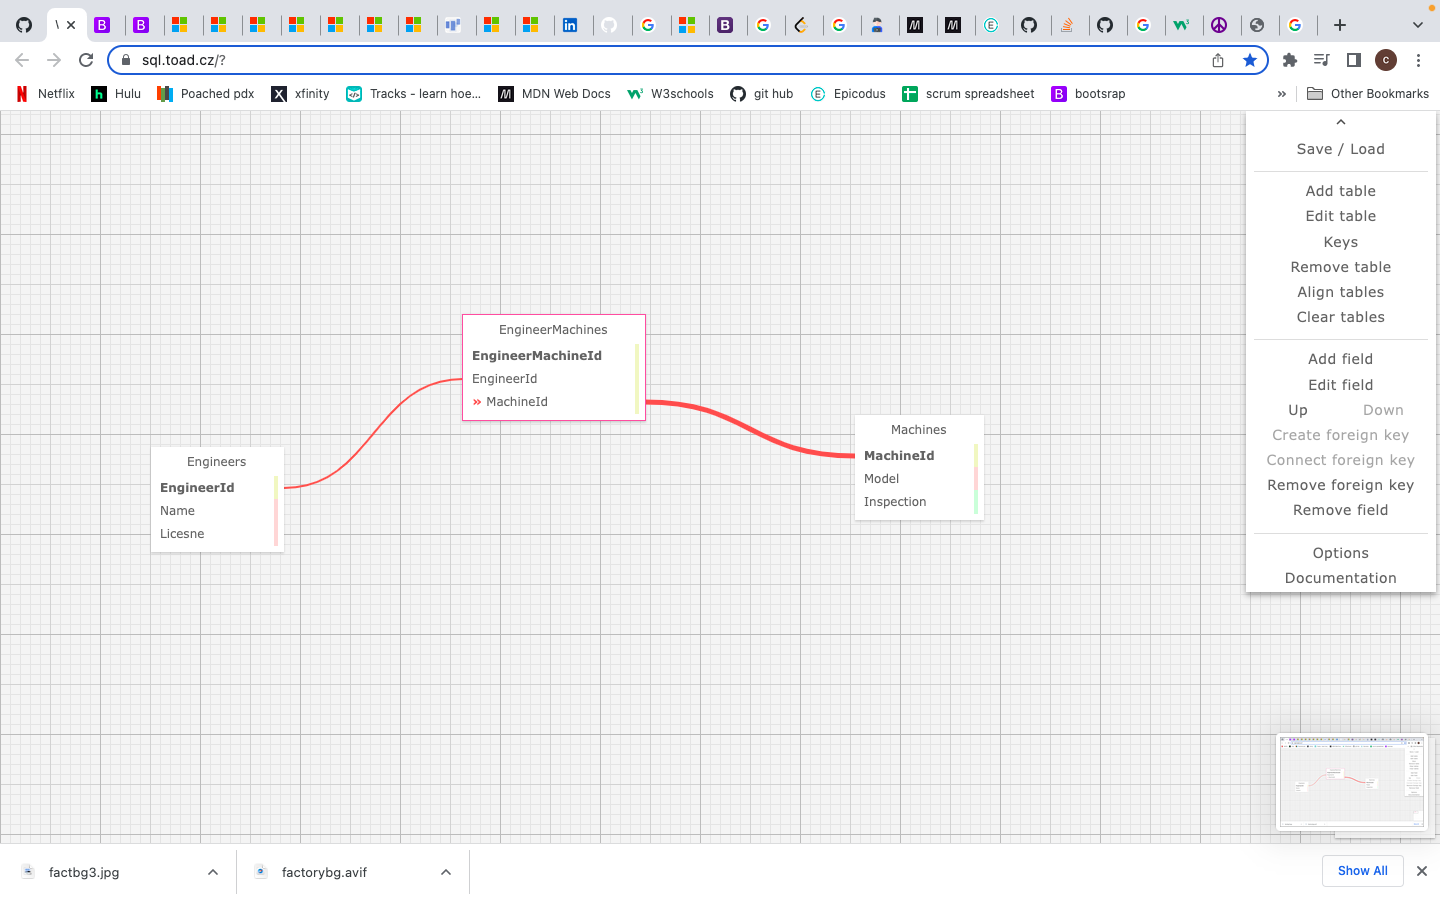 \
sql.toad.cz/?
C
Netflix
Hulu
Poached pdx
xfinity
Tracks - learn hoe...
MDN Web Docs
W3schools
git hub
Epicodus
scrum spreadsheet
bootsrap
»
Other Bookmarks
Save / Load
Add table
Edit table
Keys
Remove table
Align tables
Clear tables
Add field
Edit field
Up Down
Create foreign key
Connect foreign key
Remove foreign key
Remove field
Options
Documentation
EngineerMachines
EngineerMachineId
EngineerId
» MachineId
Machines
MachineId
Model
Inspection
Engineers
EngineerId
Name
Licesne
factbg3.jpg
factorybg.avif
Show All